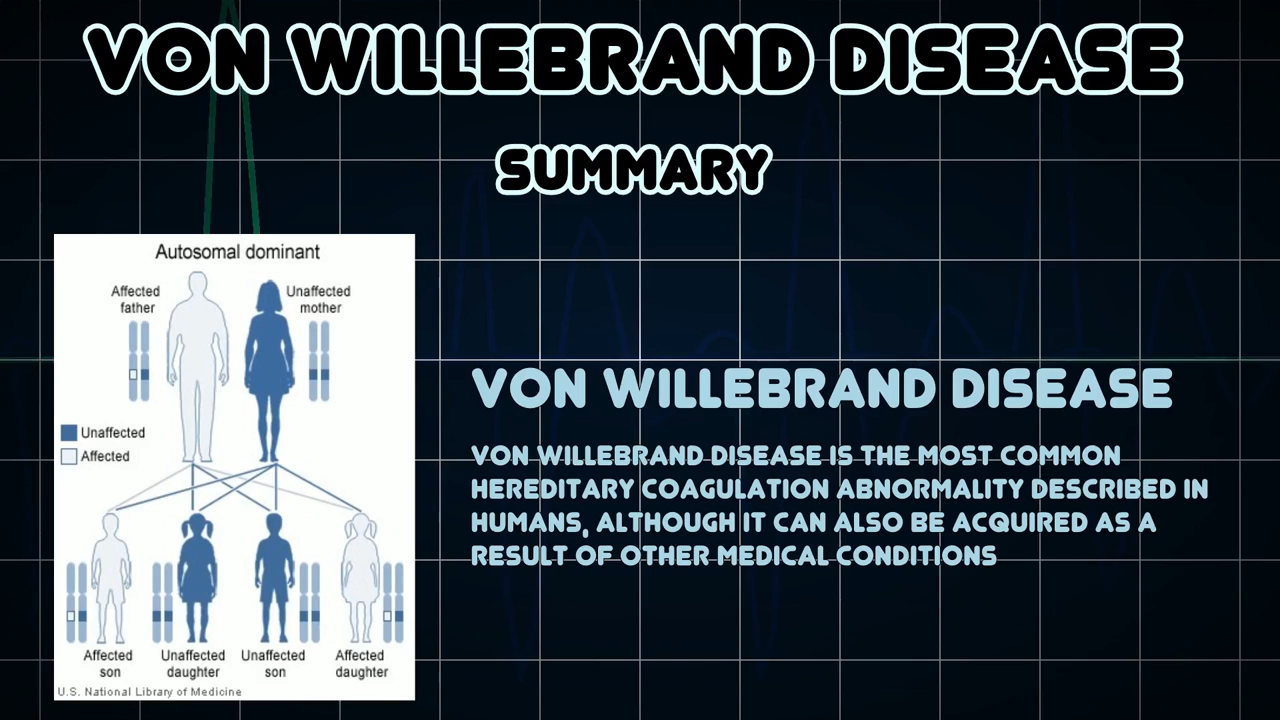 VON WILLEBRAND DISEASE
SUMMARY
Autosomal dominant
Affected
father
Unaffected
mother
Unaffected
Affected
Affected
son
Unaffected
daughter
Unaffected
son
Affected
daughter
U.S. National Library of Medicine
VON WILLEBRAND DISEASE
VON WILLEBRAND DISEASE IS THE MOST COMMON
HEREDITARY COAGULATION ABNORMALITY DESCRIBED IN
HUMANS, ALTHOUGH IT CAN ALSO BE ACQUIRED AS A
RESULT OF OTHER MEDICAL CONDITIONS